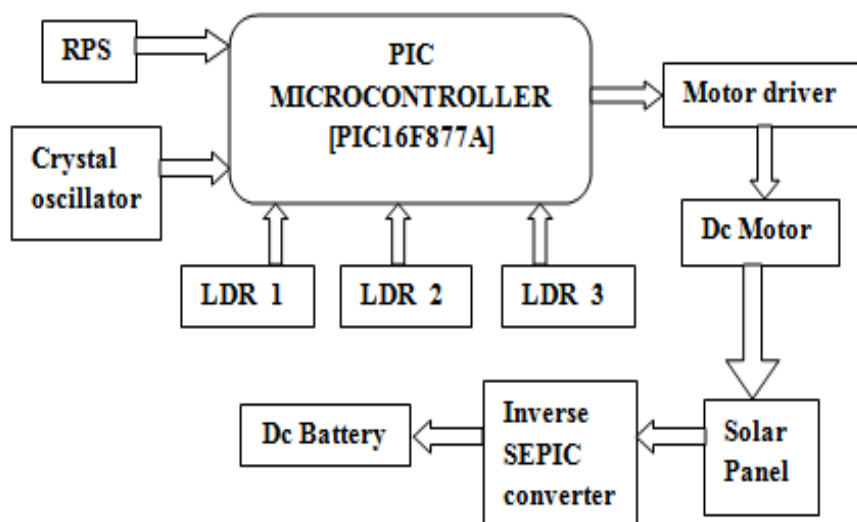 RPS
PIC
MICROCONTROLLER
[PIC16F877A]
Motor driver
Crystal
oscillator
Dc Motor
LDR 1
LDR 2
LDR 3
Dc Battery
Inverse
SEPIC
converter
Solar
Panel